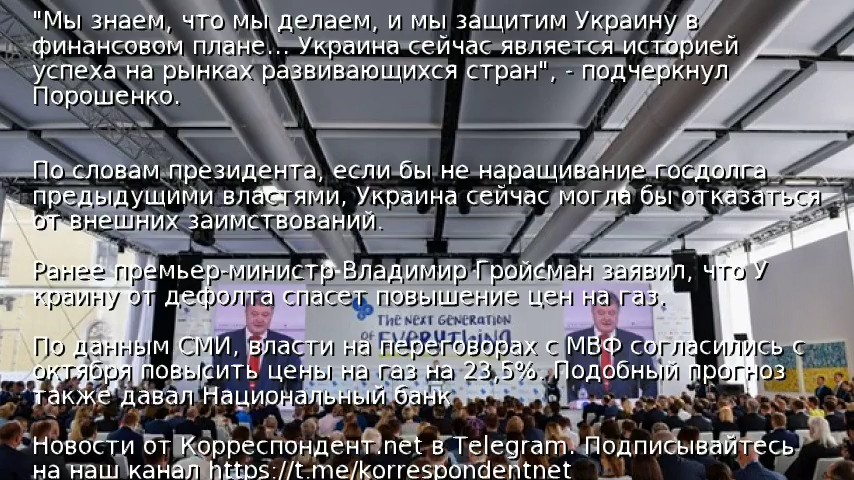 "Мы знаем, что мы делаем, и мы защитим Украину в
финансовом плане... Украина сейчас является историей
успеха на рынках развивающихся стран", - подчеркнул
Порошенко.
По словам президента, если бы не наращивание госдолга
предыдущими властями, Украина сейчас могла бы отказаться
от внешних заимствований.
Ранее премьер-министр Владимир Гройсман заявил, что У
краину от дефолта спасет повышение цен на газ.
THE NEXT GENERATION
OF EVERYTHING
По данным СМИ, власти на переговорах с МВФ согласились с
октября повысить цены на газ на 23,5%. Подобный прогноз
также давал Национальный банк
Новости от Корреспондент.net в Telegram. Подписывайтесь
на наш канал https://t.me/korrespondentnet